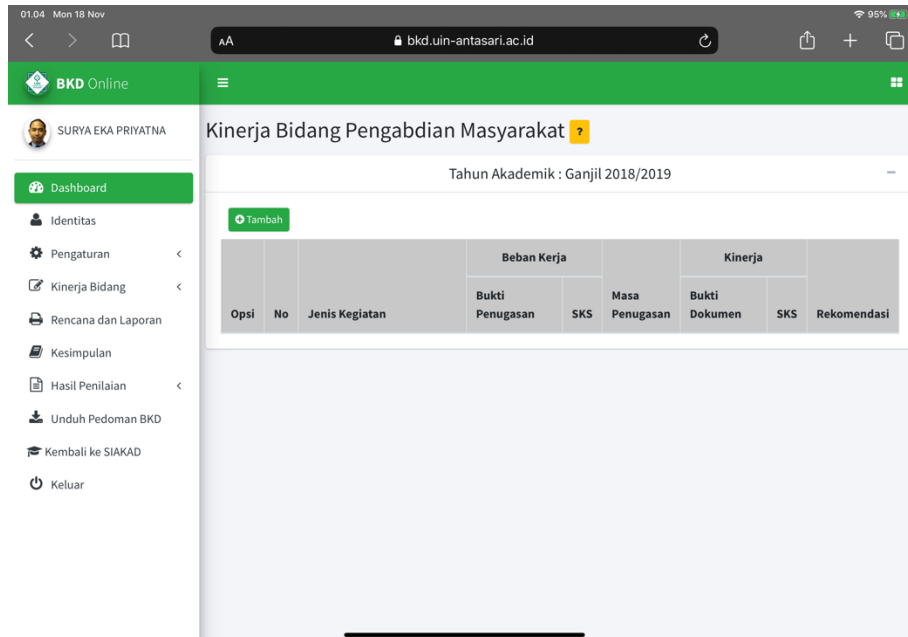 01.04 Mon 18 Nov
95%
AA
bkd.uin-antasari.ac.id
BKD Online
SURYA EKA PRIYATNA
Dashboard
Identitas
Pengaturan
Kinerja Bidang
Rencana dan Laporan
Kesimpulan
Hasil Penilaian
Unduh Pedoman BKD
Kembali ke SIAKAD
Keluar
Kinerja Bidang Pengabdian Masyarakat ?
Tahun Akademik : Ganjil 2018/2019
Tambah
Beban Kerja
Kinerja
Opsi
No
Jenis Kegiatan
Bukti
Penugasan
SKS
Masa
Penugasan
Bukti
Dokumen
SKS
Rekomendasi